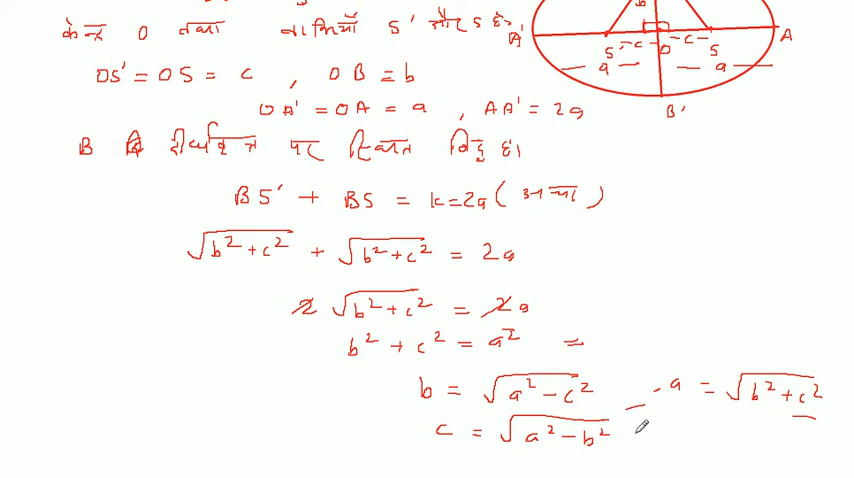 केन्द्र O तथा नाभियाँ S' और S है।
A' S' -c- O -c- S A
— a — — a —
B'
OS' = OS = c , OB = b
OA' = OA = a , AA' = 2a
B दीर्घवृत्त पर स्थित बिंदु है।
BS' + BS = k = 2a (अचर)
√b² + c² + √b² + c² = 2a
2 √b² + c² = 2a
b² + c² = a² =
b = √a² - c² — · a = √b² + c²
c = √a² - b²